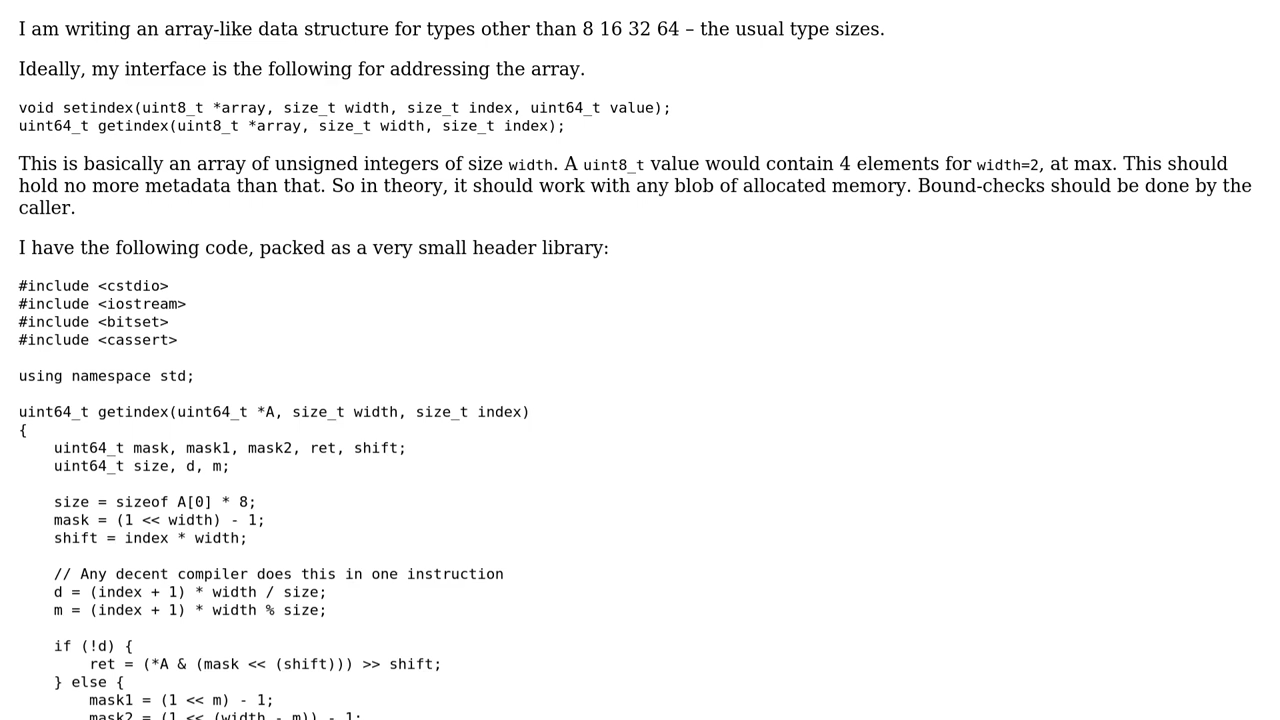 I am writing an array-like data structure for types other than 8 16 32 64 – the usual type sizes.
Ideally, my interface is the following for addressing the array.
void setindex(uint8_t *array, size_t width, size_t index, uint64_t value);
uint64_t getindex(uint8_t *array, size_t width, size_t index);
This is basically an array of unsigned integers of size width. A uint8_t value would contain 4 elements for width=2, at max. This should
hold no more metadata than that. So in theory, it should work with any blob of allocated memory. Bound-checks should be done by the
caller.
I have the following code, packed as a very small header library:
#include <cstdio>
#include <iostream>
#include <bitset>
#include <cassert>
using namespace std;
uint64_t getindex(uint64_t *A, size_t width, size_t index)
{
    uint64_t mask, mask1, mask2, ret, shift;
    uint64_t size, d, m;
    size = sizeof A[0] * 8;
    mask = (1 << width) - 1;
    shift = index * width;
    // Any decent compiler does this in one instruction
    d = (index + 1) * width / size;
    m = (index + 1) * width % size;
    if (!d) {
        ret = (*A & (mask << (shift))) >> shift;
    } else {
        mask1 = (1 << m) - 1;
        mask2 = (1 << (width - m)) - 1;